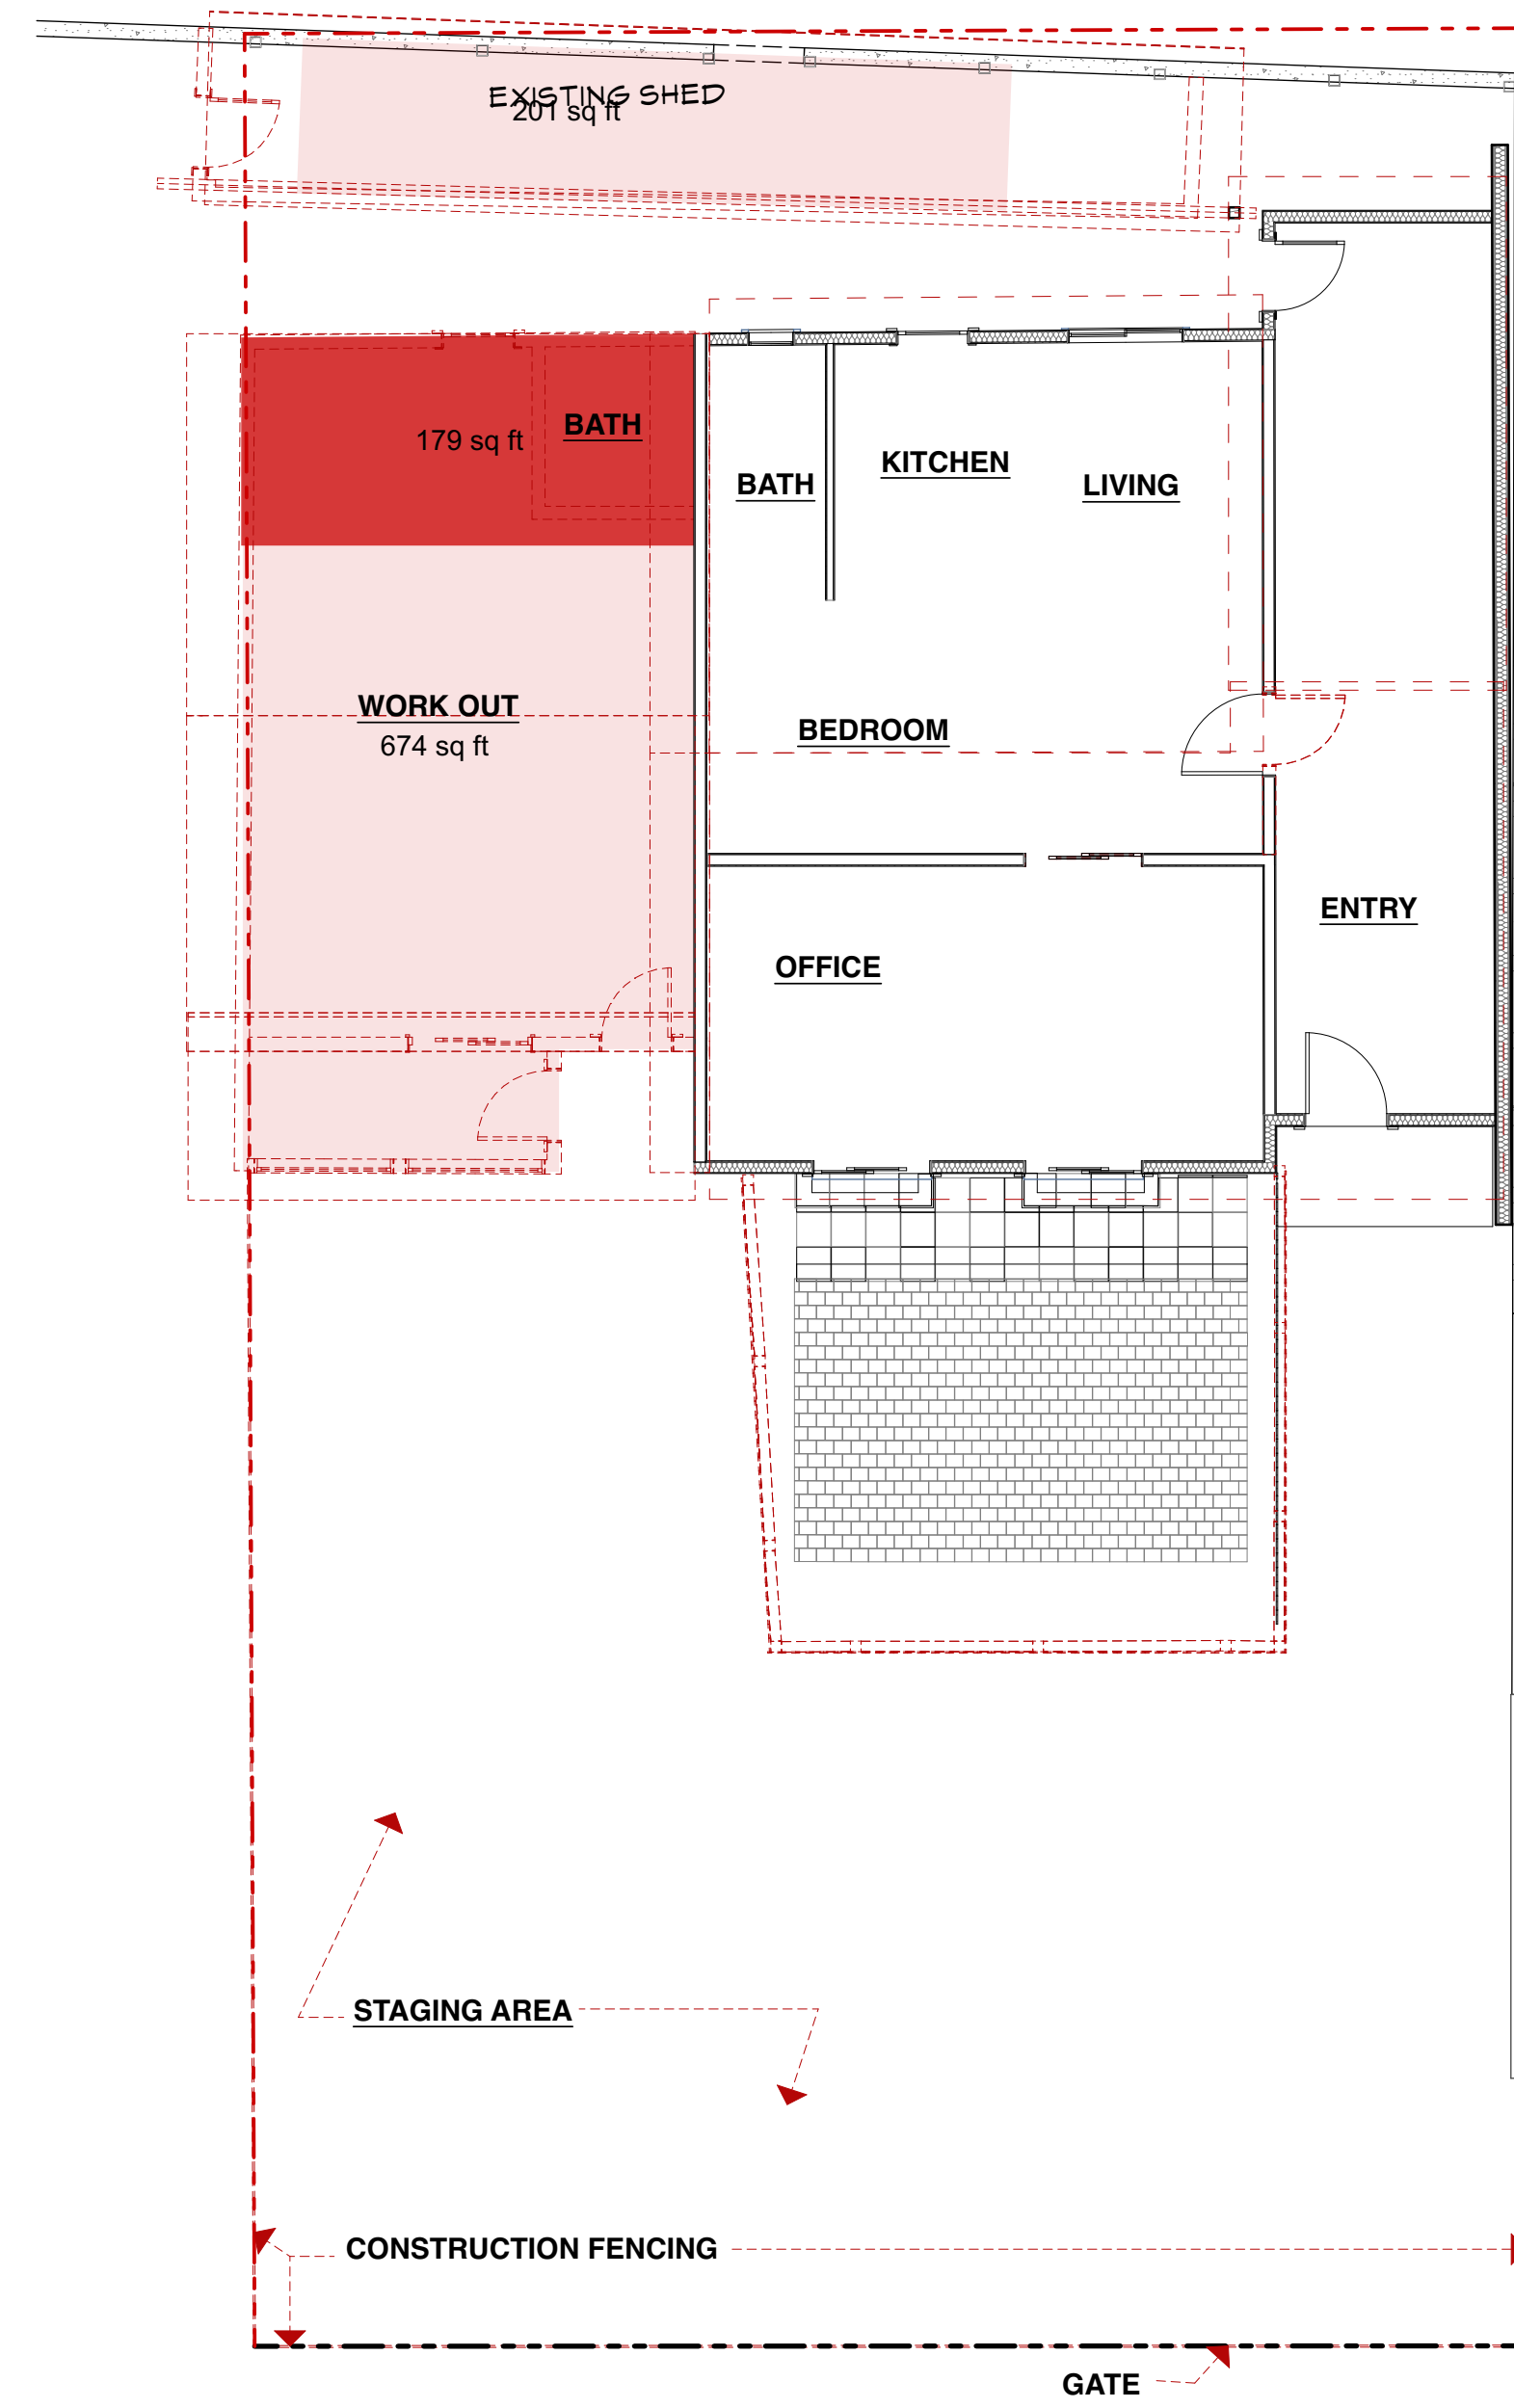 EXISTING SHED
201 sq ft
BATH
179 sq ft
KITCHEN
BATH
LIVING
WORK OUT
674 sq ft
BEDROOM
ENTRY
OFFICE
STAGING AREA
CONSTRUCTION FENCING
GATE